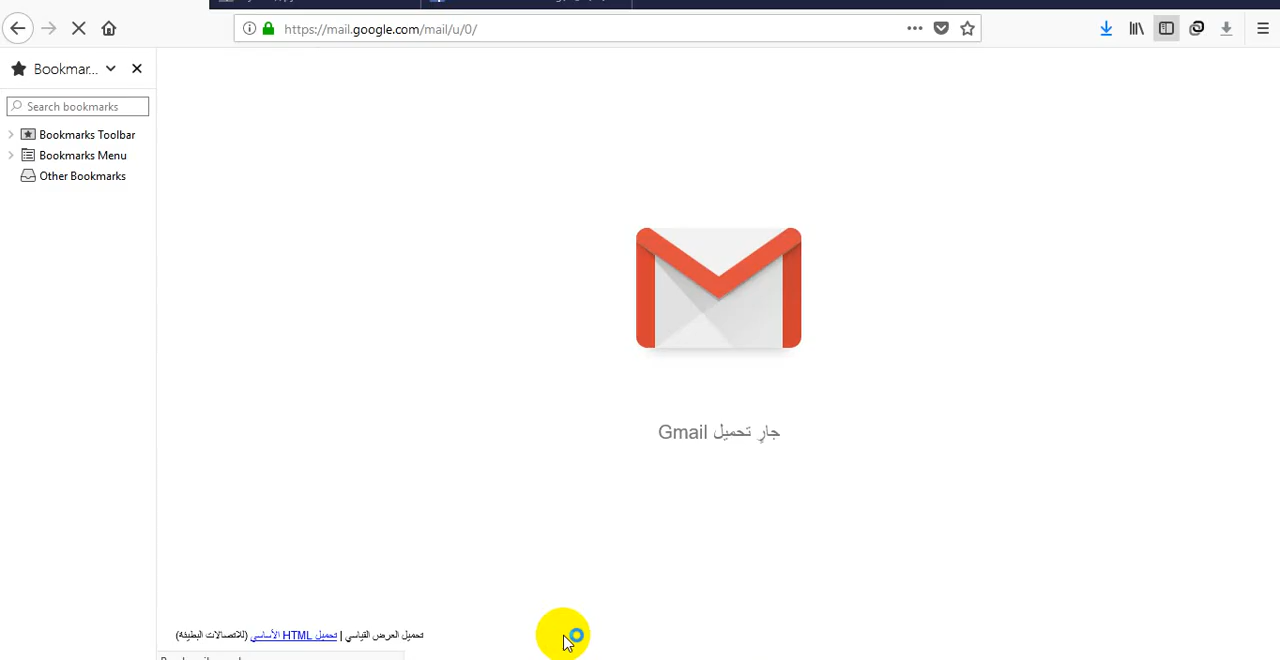 https://mail.google.com/mail/u/0/
Bookmar...
Search bookmarks
Bookmarks Toolbar
Bookmarks Menu
Other Bookmarks
جارٍ تحميل Gmail
تحميل العرض القياسي | تحميل HTML الأساسي (للاتصالات البطيئة)